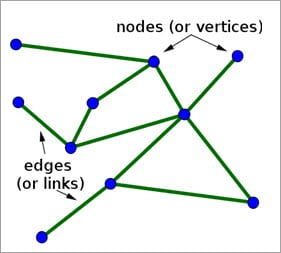 nodes (or vertices)
edges
(or links)